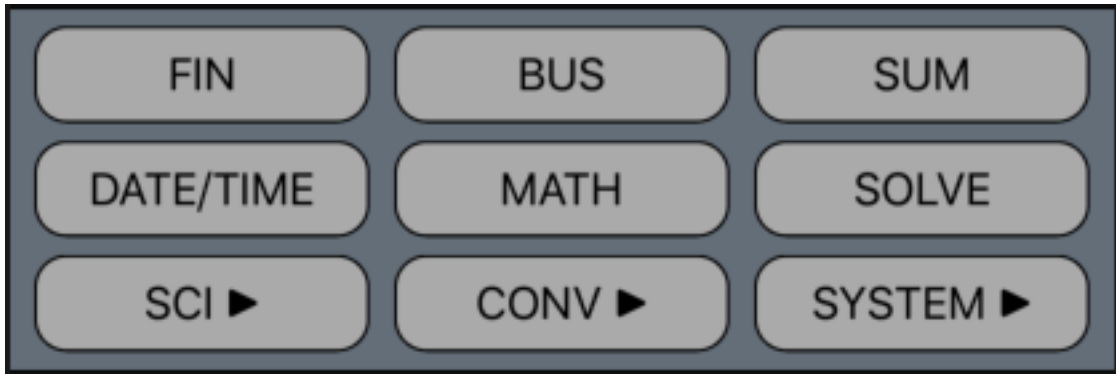 FIN BUS SUM
DATE/TIME MATH SOLVE
SCI ▶ CONV ▶ SYSTEM ▶